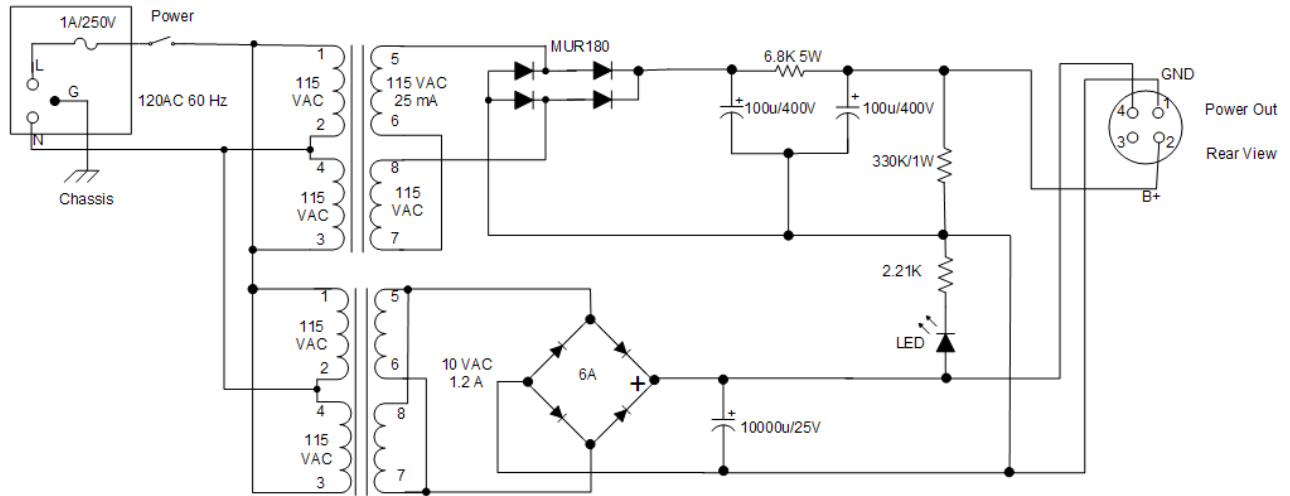 1A/250V
Power
L
G
N
120AC 60 Hz
Chassis
1
115
VAC
2
4
115
VAC
3
5
115 VAC
25 mA
6
8
115
VAC
7
MUR180
6.8K 5W
+
100u/400V
+
100u/400V
330K/1W
2.21K
LED
GND
4
1
3
2
B+
Power Out
Rear View
1
115
VAC
2
4
115
VAC
3
5
6
8
7
10 VAC
1.2 A
6A
+
+
10000u/25V